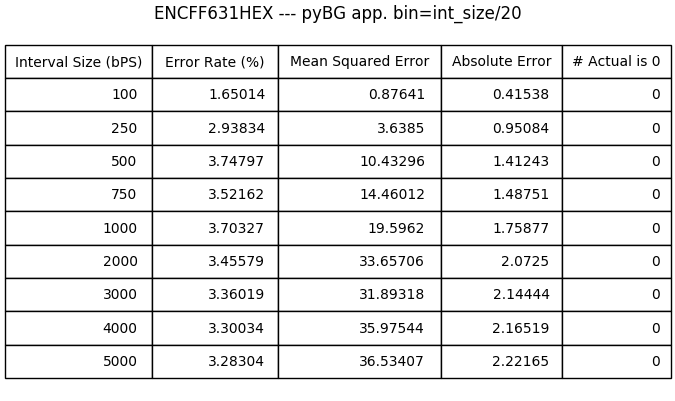 ENCFF631HEX --- pyBG app. bin=int_size/20
Interval Size (bPS) Error Rate (%) Mean Squared Error Absolute Error # Actual is 0
100 1.65014 0.87641 0.41538 0
250 2.93834 3.6385 0.95084 0
500 3.74797 10.43296 1.41243 0
750 3.52162 14.46012 1.48751 0
1000 3.70327 19.5962 1.75877 0
2000 3.45579 33.65706 2.0725 0
3000 3.36019 31.89318 2.14444 0
4000 3.30034 35.97544 2.16519 0
5000 3.28304 36.53407 2.22165 0